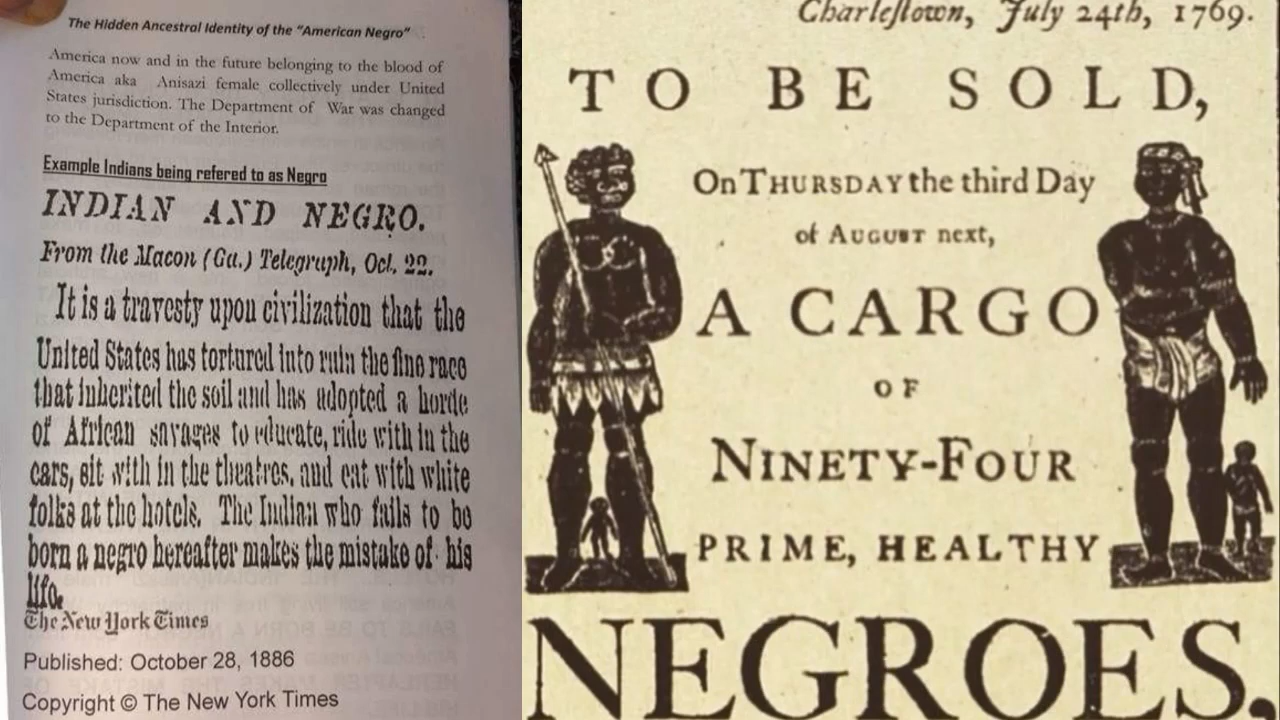 The Hidden Ancestral Identity of the "American Negro"
America now and in the future belonging to the blood of
America aka Anisazi female collectively under United
States jurisdiction. The Department of War was changed
to the Department of the Interior.
Example Indians being refered to as Negro
INDIAN AND NEGRO.
From the Macon (Ga.) Telegraph, Oct. 22.
It is a travesty upon civilization that the
United States has tortured into ruin the fine race
that inherited the soil and has adopted a horde
of African savages to educate, ride with in the
cars, sit with in the theatres, and eat with white
folks at the hotels. The Indian who fails to be
born a negro hereafter makes the mistake of his
life.
The New York Times
Published: October 28, 1886
Copyright © The New York Times
Charlestown, July 24th, 1769.
TO BE SOLD,
On THURSDAY the third Day
of AUGUST next,
A CARGO
OF
NINETY-FOUR
PRIME, HEALTHY
NEGROES,